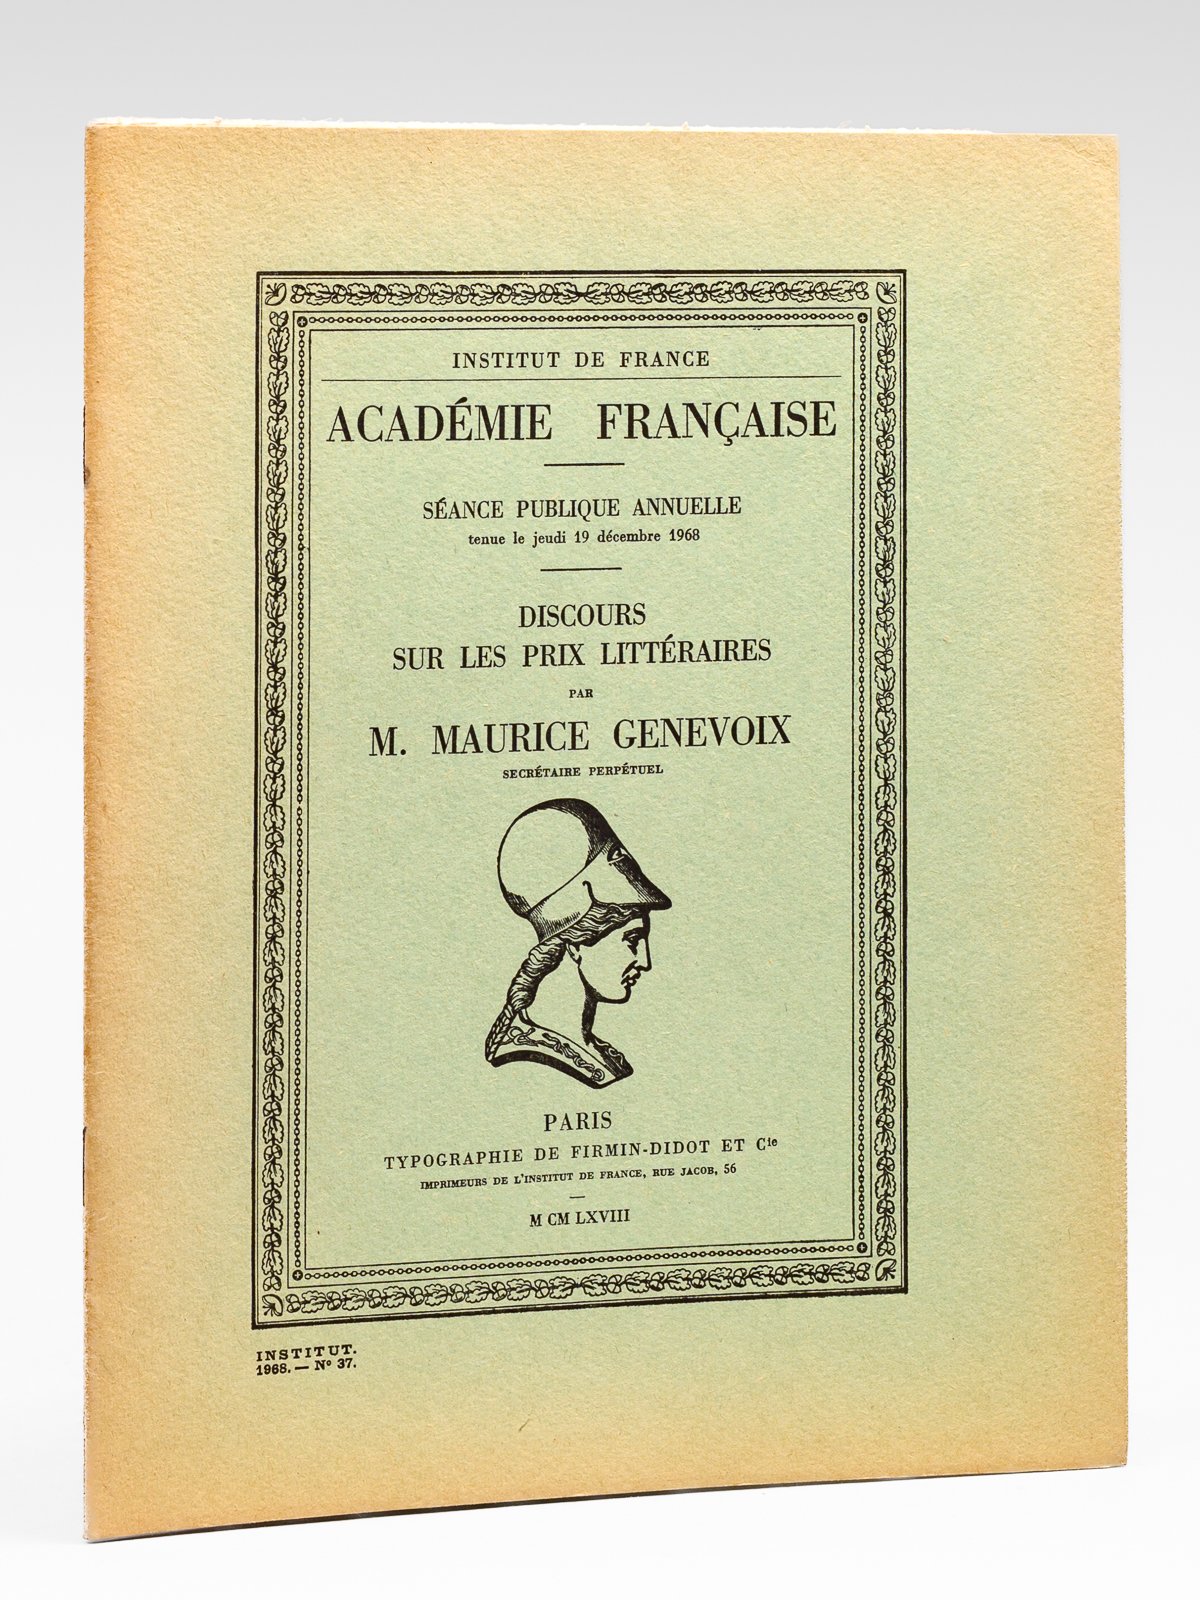 INSTITUT DE FRANCE
ACADÉMIE FRANÇAISE
SÉANCE PUBLIQUE ANNUELLE
tenue le jeudi 19 décembre 1968
DISCOURS
SUR LES PRIX LITTÉRAIRES
PAR
M. MAURICE GENEVOIX
SECRÉTAIRE PERPÉTUEL
PARIS
TYPOGRAPHIE DE FIRMIN-DIDOT ET Cie
IMPRIMEURS DE L'INSTITUT DE FRANCE, RUE JACOB, 56
M CM LXVIII
INSTITUT.
1968. — N° 37.